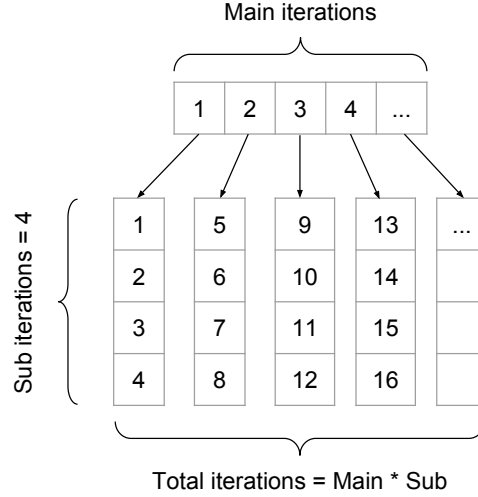 Main iterations
1 2 3 4 ...
Sub iterations = 4
1 5 9 13 ...
2 6 10 14
3 7 11 15
4 8 12 16
Total iterations = Main * Sub